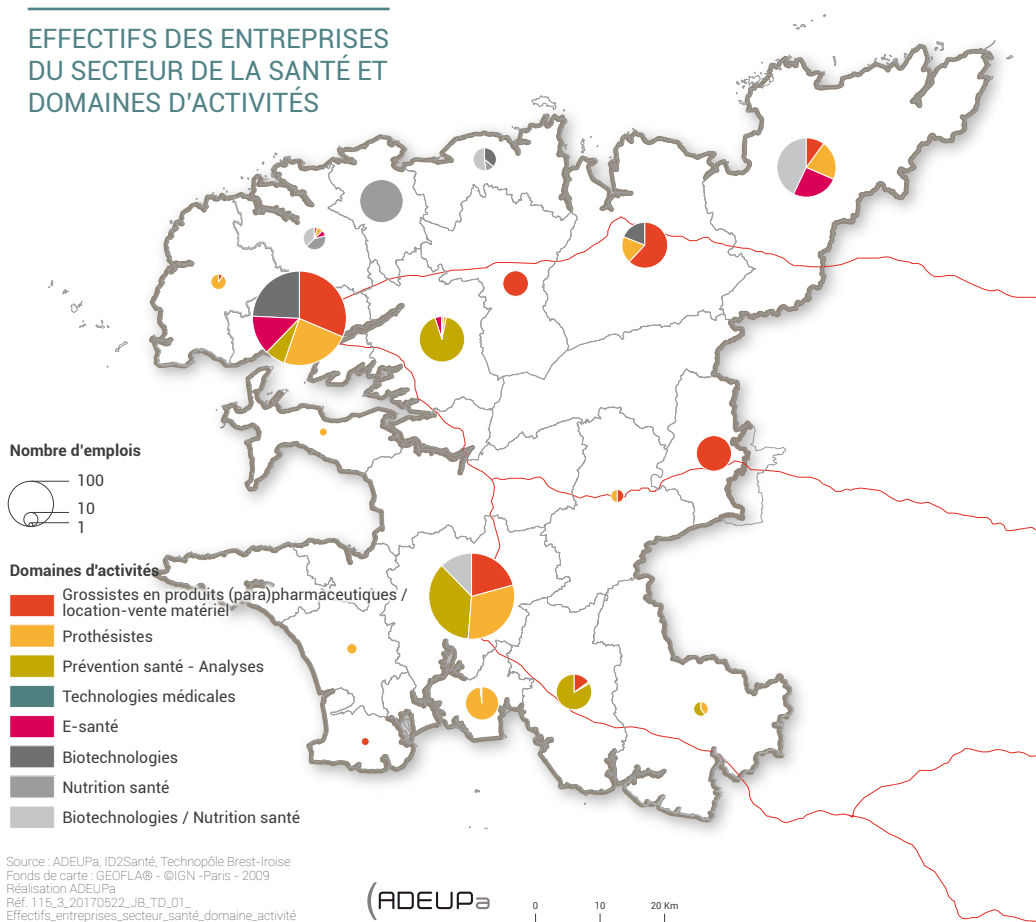 EFFECTIFS DES ENTREPRISES
DU SECTEUR DE LA SANTÉ ET
DOMAINES D'ACTIVITÉS
Nombre d'emplois
100
10
1
Domaines d'activités
Grossistes en produits (para)pharmaceutiques /
location-vente matériel
Prothésistes
Prévention santé - Analyses
Technologies médicales
E-santé
Biotechnologies
Nutrition santé
Biotechnologies / Nutrition santé
Source : ADEUPa, ID2Santé, Technopôle Brest-Iroise
Fonds de carte : GEOFLA® - ©IGN -Paris - 2009
Réalisation ADEUPa
Réf. 115_3_20170522_JB_TD_01_
Effectifs_entreprises_secteur_santé_domaine_activité
ADEUPa
0 10 20 Km